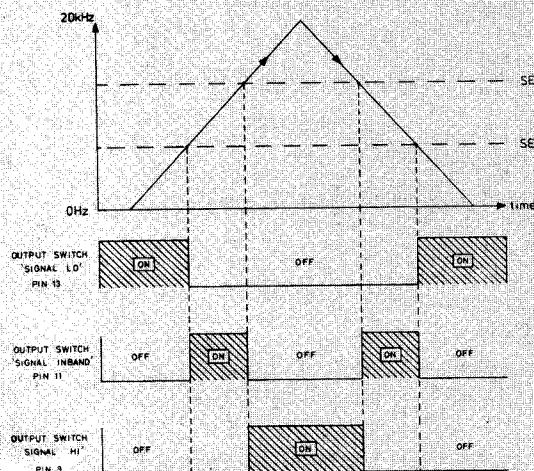 20kHz
SE
SE
0Hz
time
OUTPUT SWITCH
'SIGNAL LO'
PIN 13
ON
OFF
ON
OUTPUT SWITCH
'SIGNAL INBAND'
PIN 11
OFF
ON
OFF
ON
OFF
OUTPUT SWITCH
SIGNAL HI'
PIN 9
OFF
ON
OFF